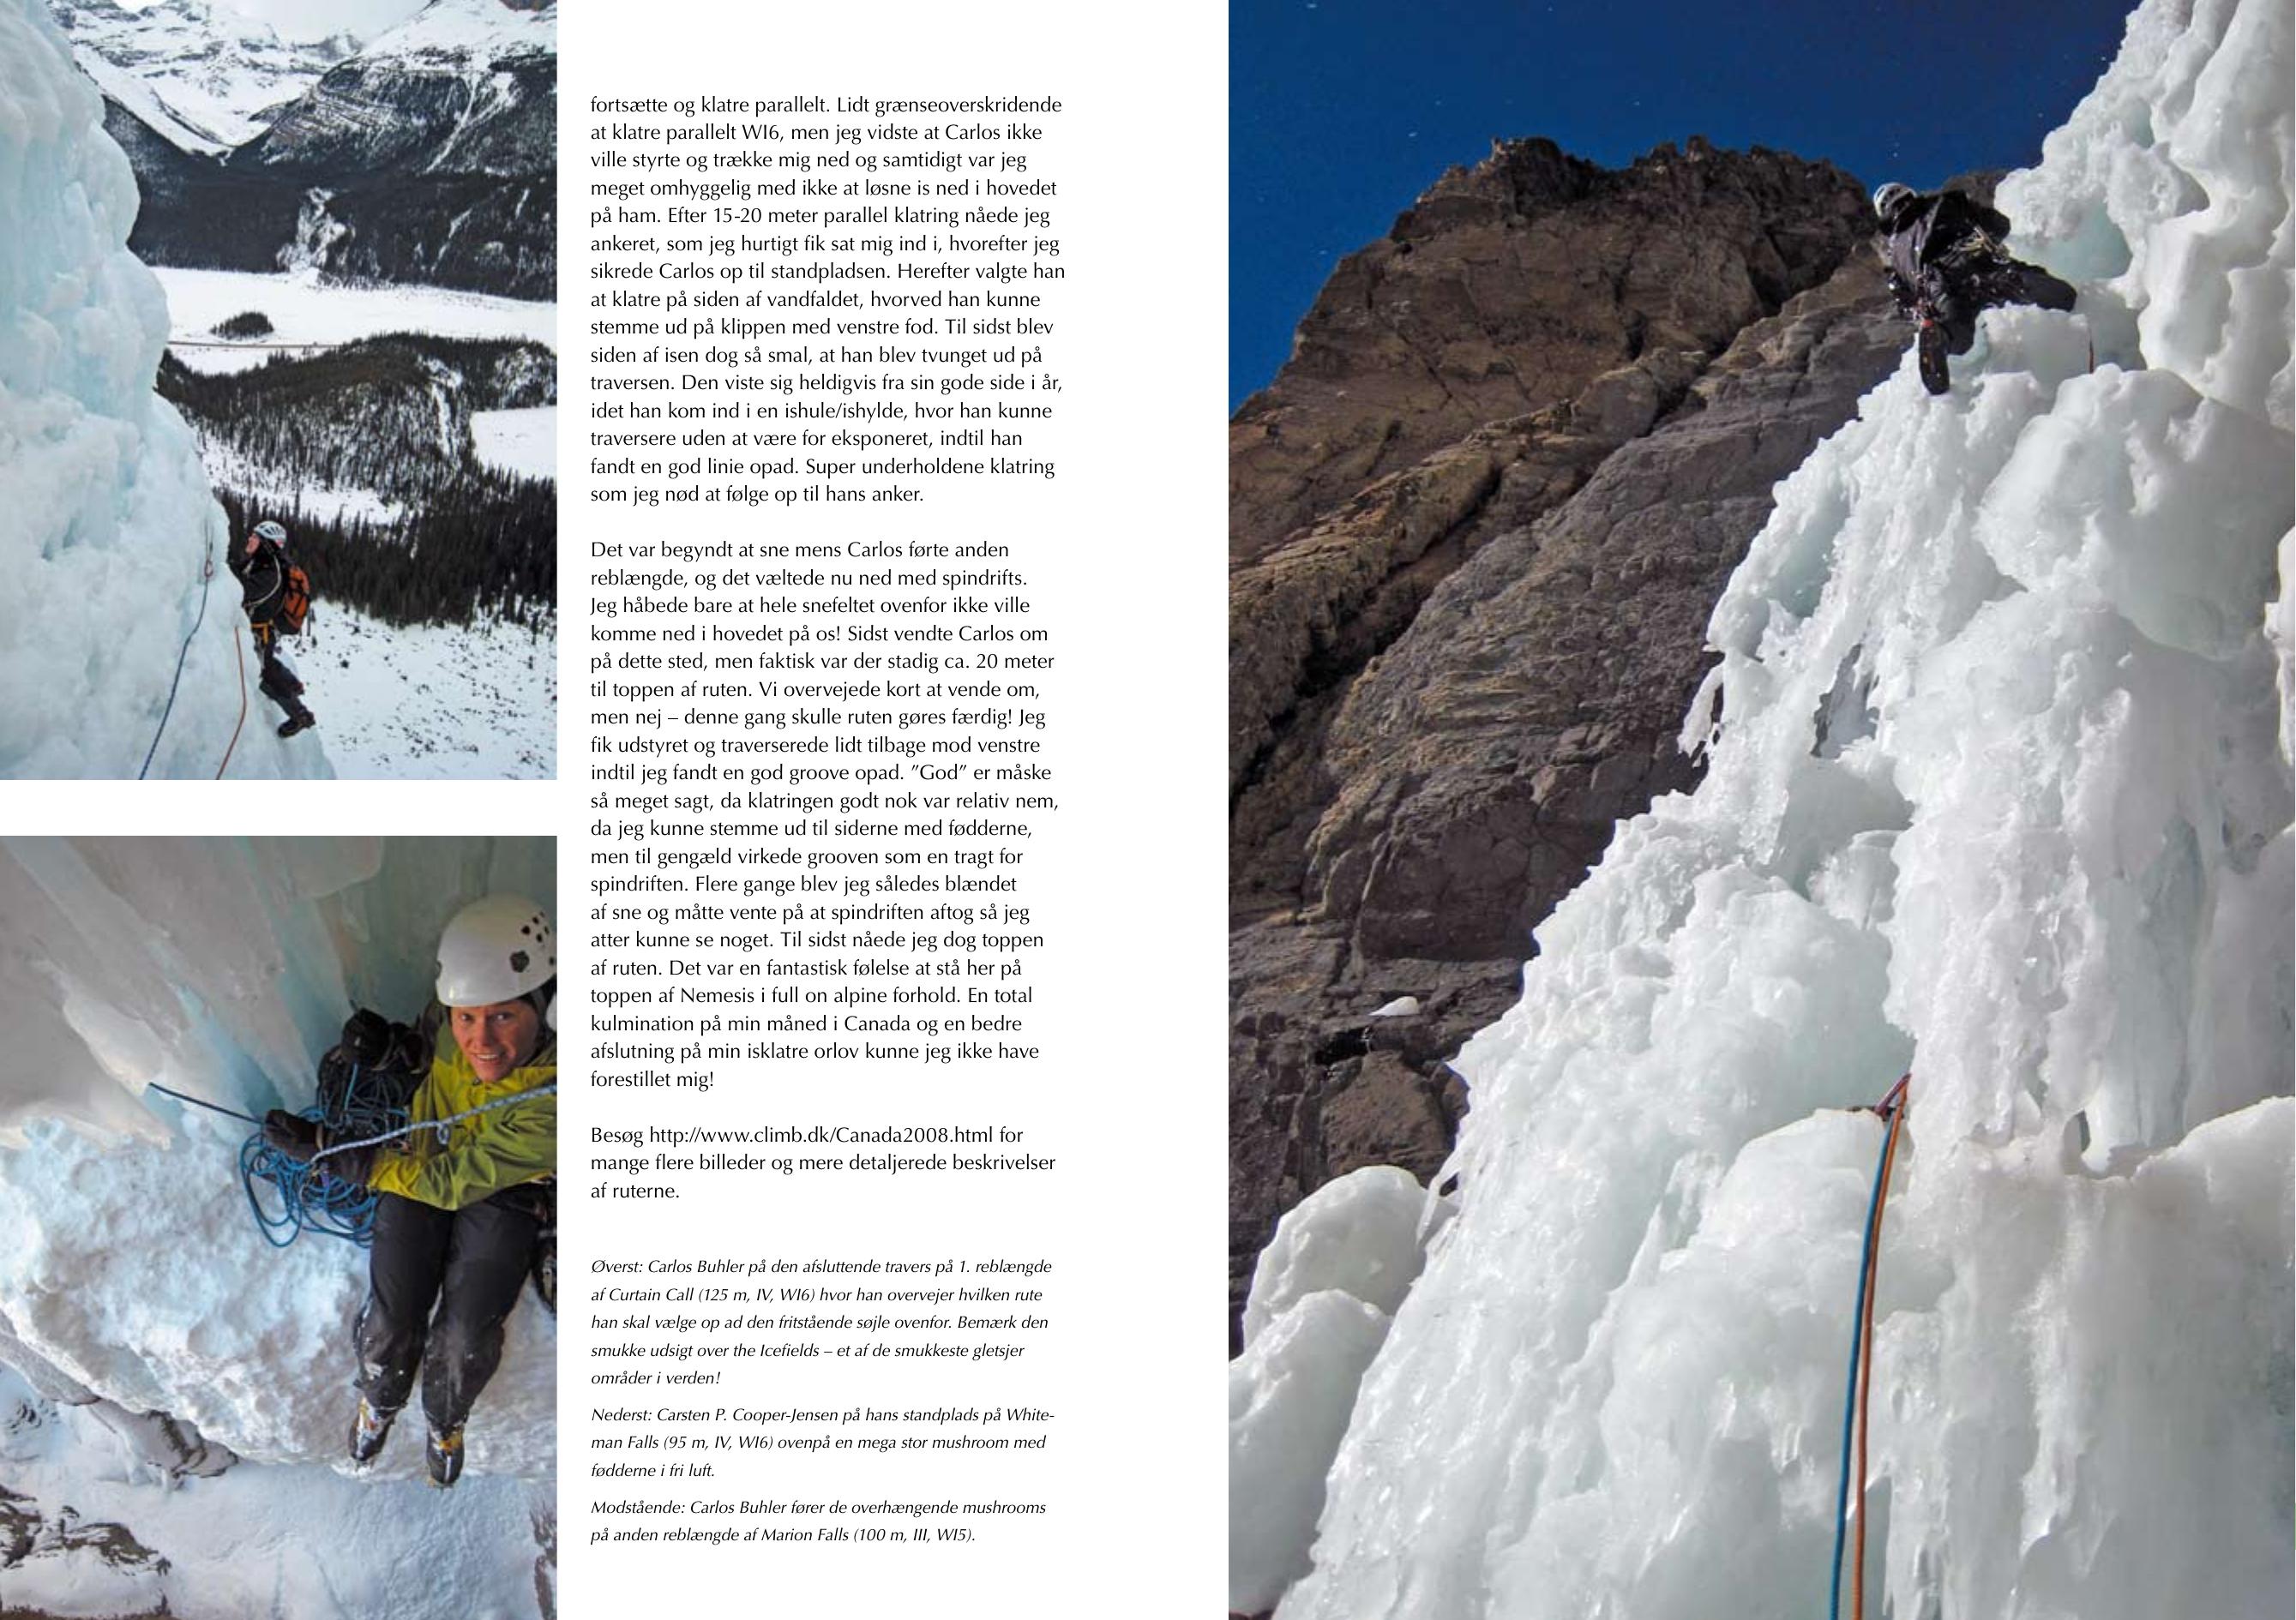 fortsætte og klatre parallelt. Lidt grænseoverskridende
at klatre parallelt WI6, men jeg vidste at Carlos ikke
ville styrte og trække mig ned og samtidigt var jeg
meget omhyggelig med ikke at løsne is ned i hovedet
på ham. Efter 15-20 meter parallel klatring nåede jeg
ankeret, som jeg hurtigt fik sat mig ind i, hvorefter jeg
sikrede Carlos op til standpladsen. Herefter valgte han
at klatre på siden af vandfaldet, hvorved han kunne
stemme ud på klippen med venstre fod. Til sidst blev
siden af isen dog så smal, at han blev tvunget ud på
traversen. Den viste sig heldigvis fra sin gode side i år,
idet han kom ind i en ishule/ishylde, hvor han kunne
traversere uden at være for eksponeret, indtil han
fandt en god linie opad. Super underholdene klatring
som jeg nød at følge op til hans anker.

Det var begyndt at sne mens Carlos førte anden
reblængde, og det væltede nu ned med spindrifts.
Jeg håbede bare at hele snefeltet ovenfor ikke ville
komme ned i hovedet på os! Sidst vendte Carlos om
på dette sted, men faktisk var der stadig ca. 20 meter
til toppen af ruten. Vi overvejede kort at vende om,
men nej – denne gang skulle ruten gøres færdig! Jeg
fik udstyret og traverserede lidt tilbage mod venstre
indtil jeg fandt en god groove opad. ”God” er måske
så meget sagt, da klatringen godt nok var relativ nem,
da jeg kunne stemme ud til siderne med fødderne,
men til gengæld virkede grooven som en tragt for
spindriften. Flere gange blev jeg således blændet
af sne og måtte vente på at spindriften aftog så jeg
atter kunne se noget. Til sidst nåede jeg dog toppen
af ruten. Det var en fantastisk følelse at stå her på
toppen af Nemesis i full on alpine forhold. En total
kulmination på min måned i Canada og en bedre
afslutning på min isklatre orlov kunne jeg ikke have
forestillet mig!

Besøg http://www.climb.dk/Canada2008.html for
mange flere billeder og mere detaljerede beskrivelser
af ruterne.

Øverst: Carlos Buhler på den afsluttende travers på 1. reblængde
af Curtain Call (125 m, IV, WI6) hvor han overvejer hvilken rute
han skal vælge op ad den fritstående søjle ovenfor. Bemærk den
smukke udsigt over the Icefields – et af de smukkeste gletsjer
områder i verden!
Nederst: Carsten P. Cooper-Jensen på hans standplads på White-
man Falls (95 m, IV, WI6) ovenpå en mega stor mushroom med
fødderne i fri luft.
Modstående: Carlos Buhler fører de overhængende mushrooms
på anden reblængde af Marion Falls (100 m, III, WI5).